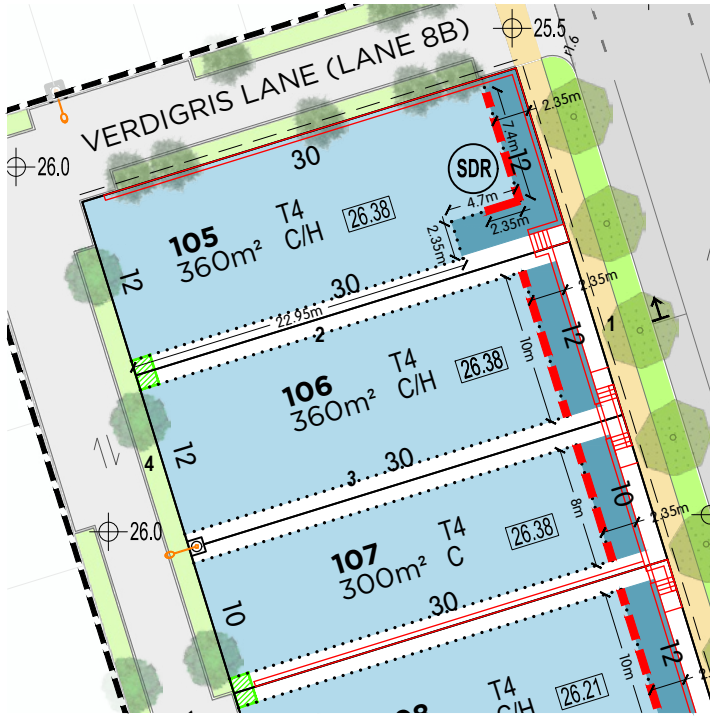 25.5
r1.6
VERDIGRIS LANE (LANE 8B)
2.35m
26.0
30
7.4m
12
SDR
4.7m
2.35m
2.35m
105
360m²
T4
C/H
26.38
12
30
22.95m
2
2.35m
1
12
106
360m²
T4
C/H
26.38
10m
12
4
3
30
26.0
107
300m²
T4
C
26.38
8m
10
2.35m
10
30
T4
C/H
26.21
10m
12